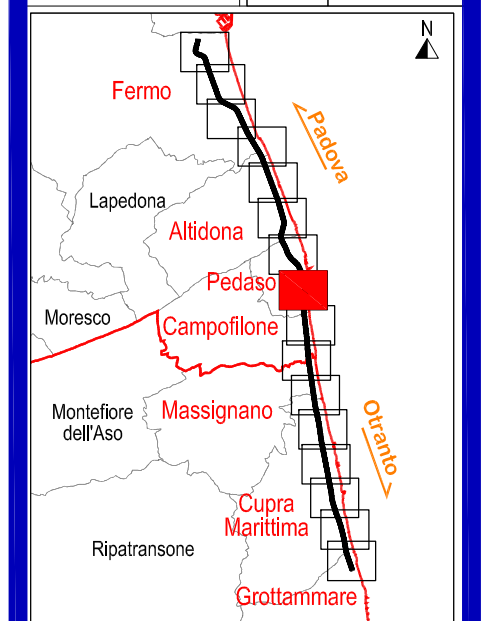 N
Fermo
Padova
Lapedona
Altidona
Pedaso
Moresco
Campofilone
Montefiore
dell'Aso
Massignano
Otranto
Cupra
Marittima
Ripatransone
Grottammare